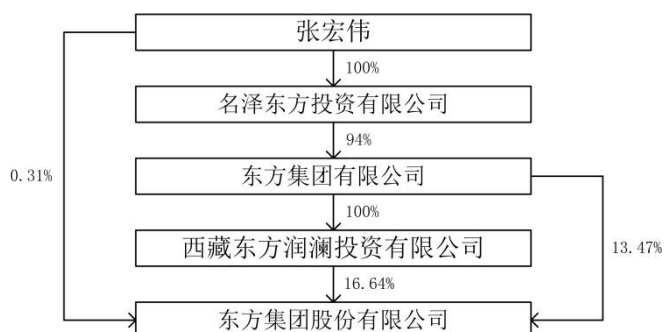 张宏伟
100%
名泽东方投资有限公司
94%
0.31%
东方集团有限公司
100%
西藏东方润澜投资有限公司
13.47%
16.64%
东方集团股份有限公司